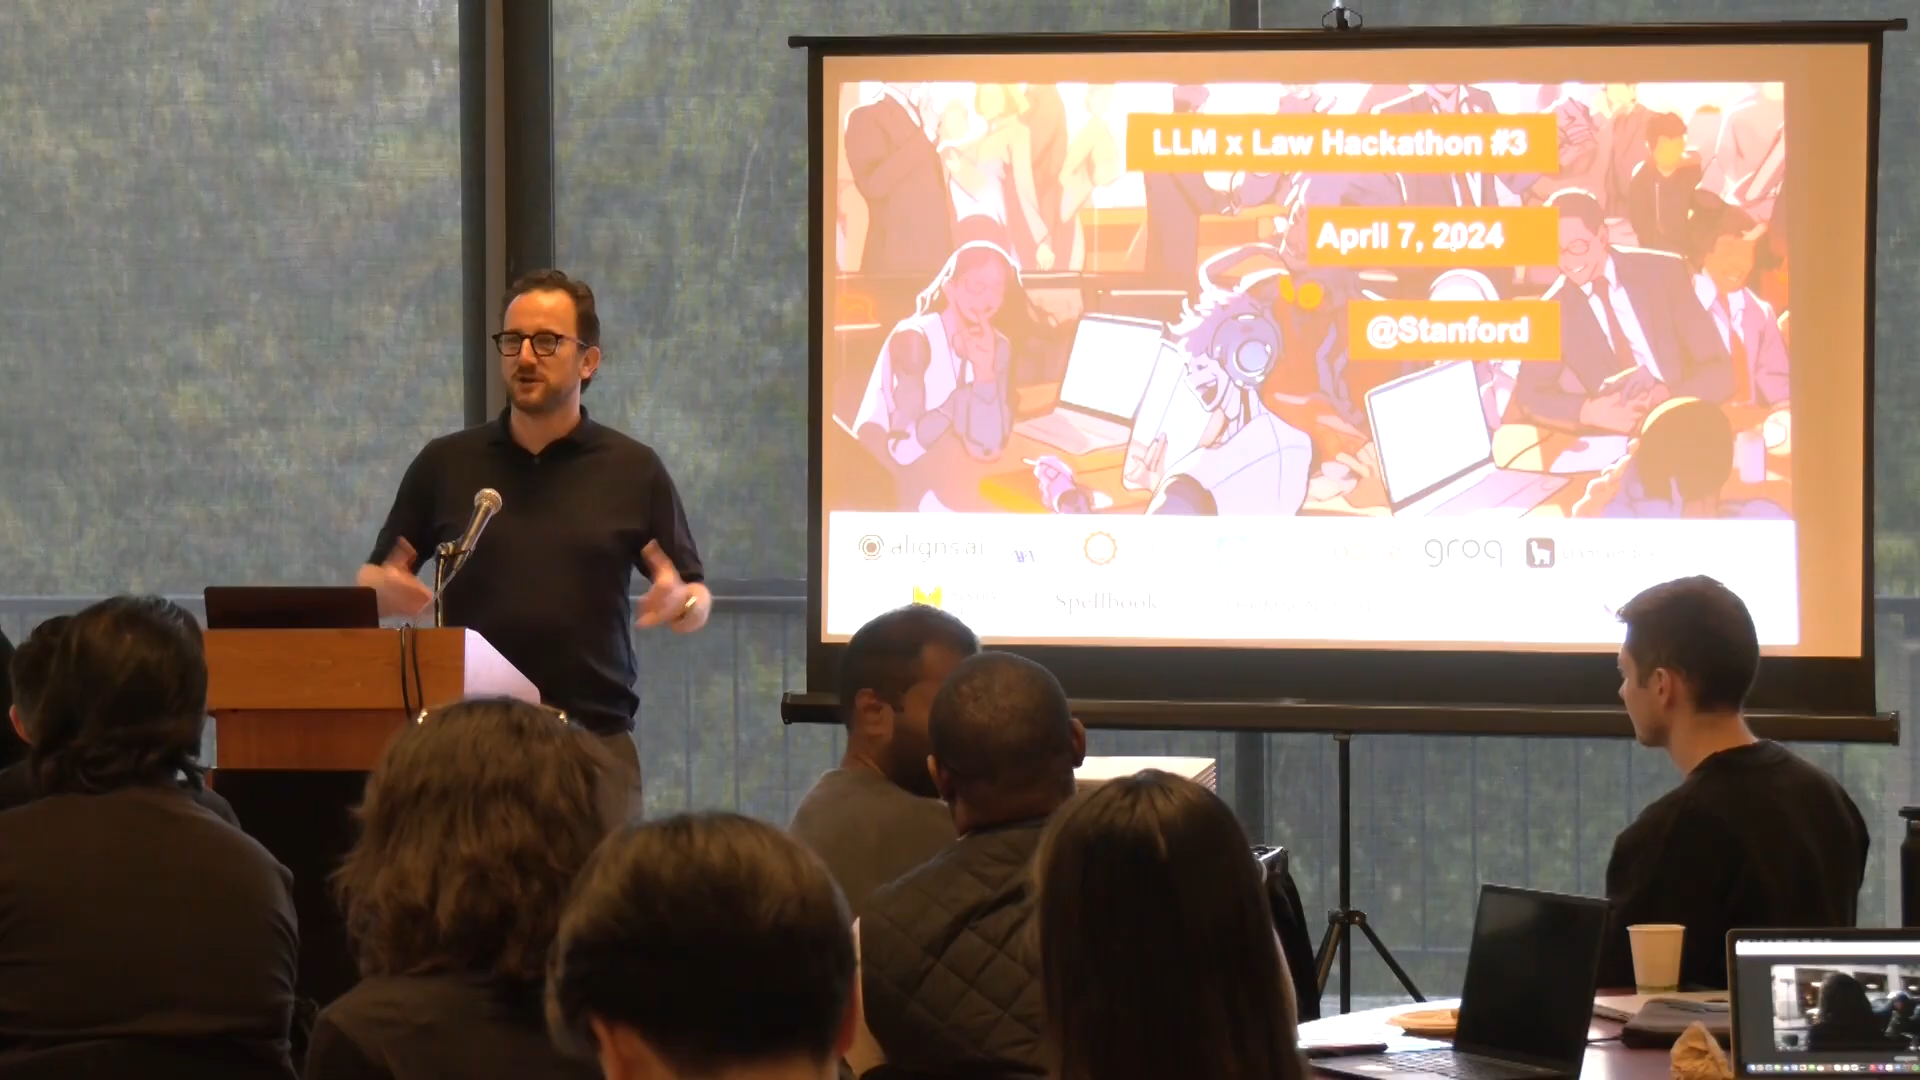 LLM x Law Hackathon #3
April 7, 2024
@Stanford
alignsai
groq
Spellbook